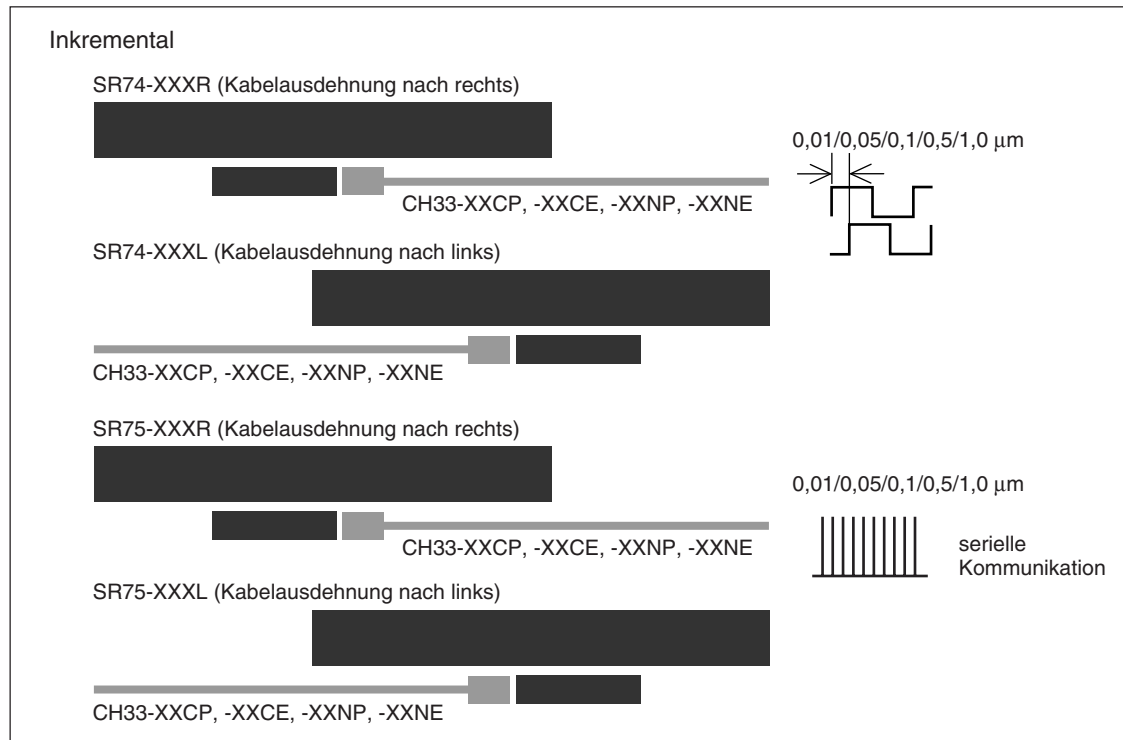 Inkremental
SR74-XXXR (Kabelausdehnung nach rechts)
0,01/0,05/0,1/0,5/1,0 μm
CH33-XXCP, -XXCE, -XXNP, -XXNE
SR74-XXXL (Kabelausdehnung nach links)
CH33-XXCP, -XXCE, -XXNP, -XXNE
SR75-XXXR (Kabelausdehnung nach rechts)
0,01/0,05/0,1/0,5/1,0 μm
CH33-XXCP, -XXCE, -XXNP, -XXNE
serielle
Kommunikation
SR75-XXXL (Kabelausdehnung nach links)
CH33-XXCP, -XXCE, -XXNP, -XXNE